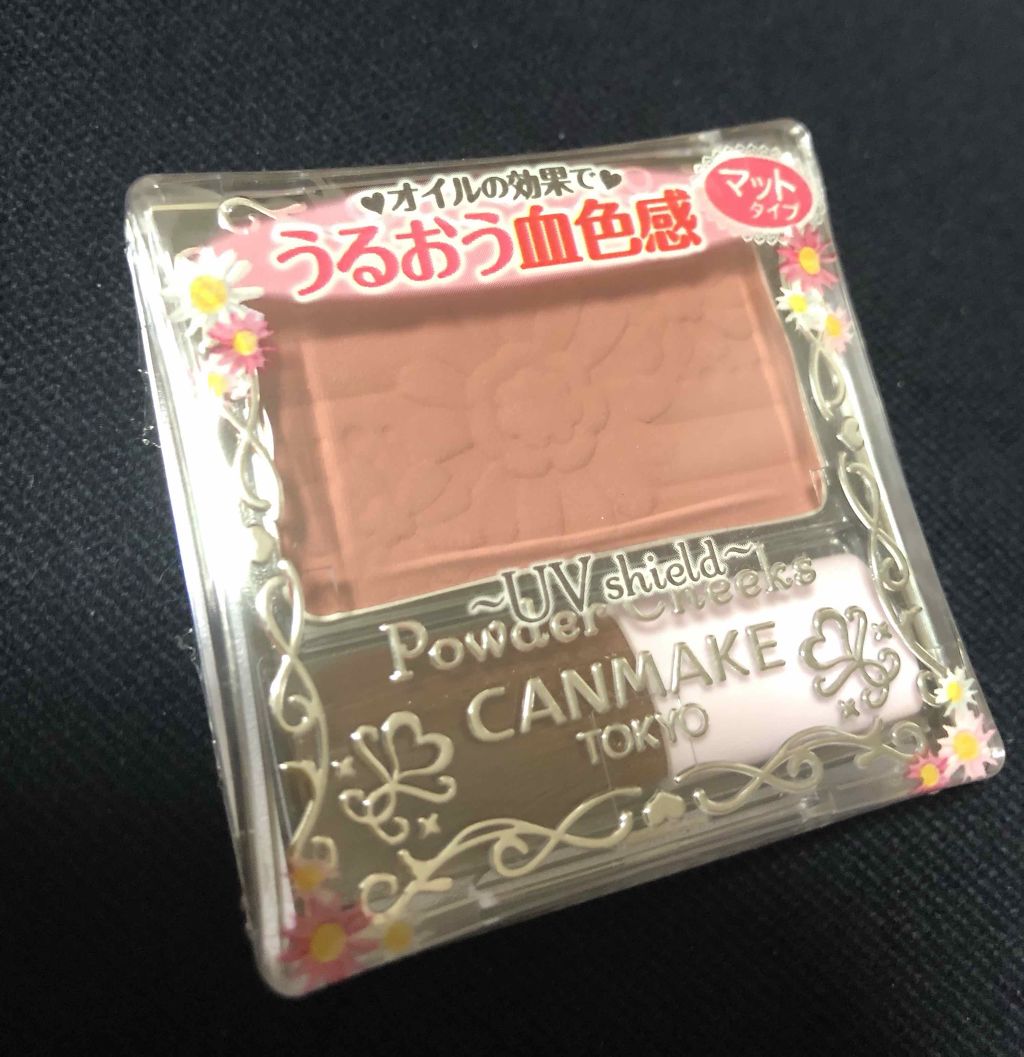 ♥オイルの効果で♥
うるおう血色感
マット
タイプ
~UV shield~
Powder Cheeks
CANMAKE
TOKYO